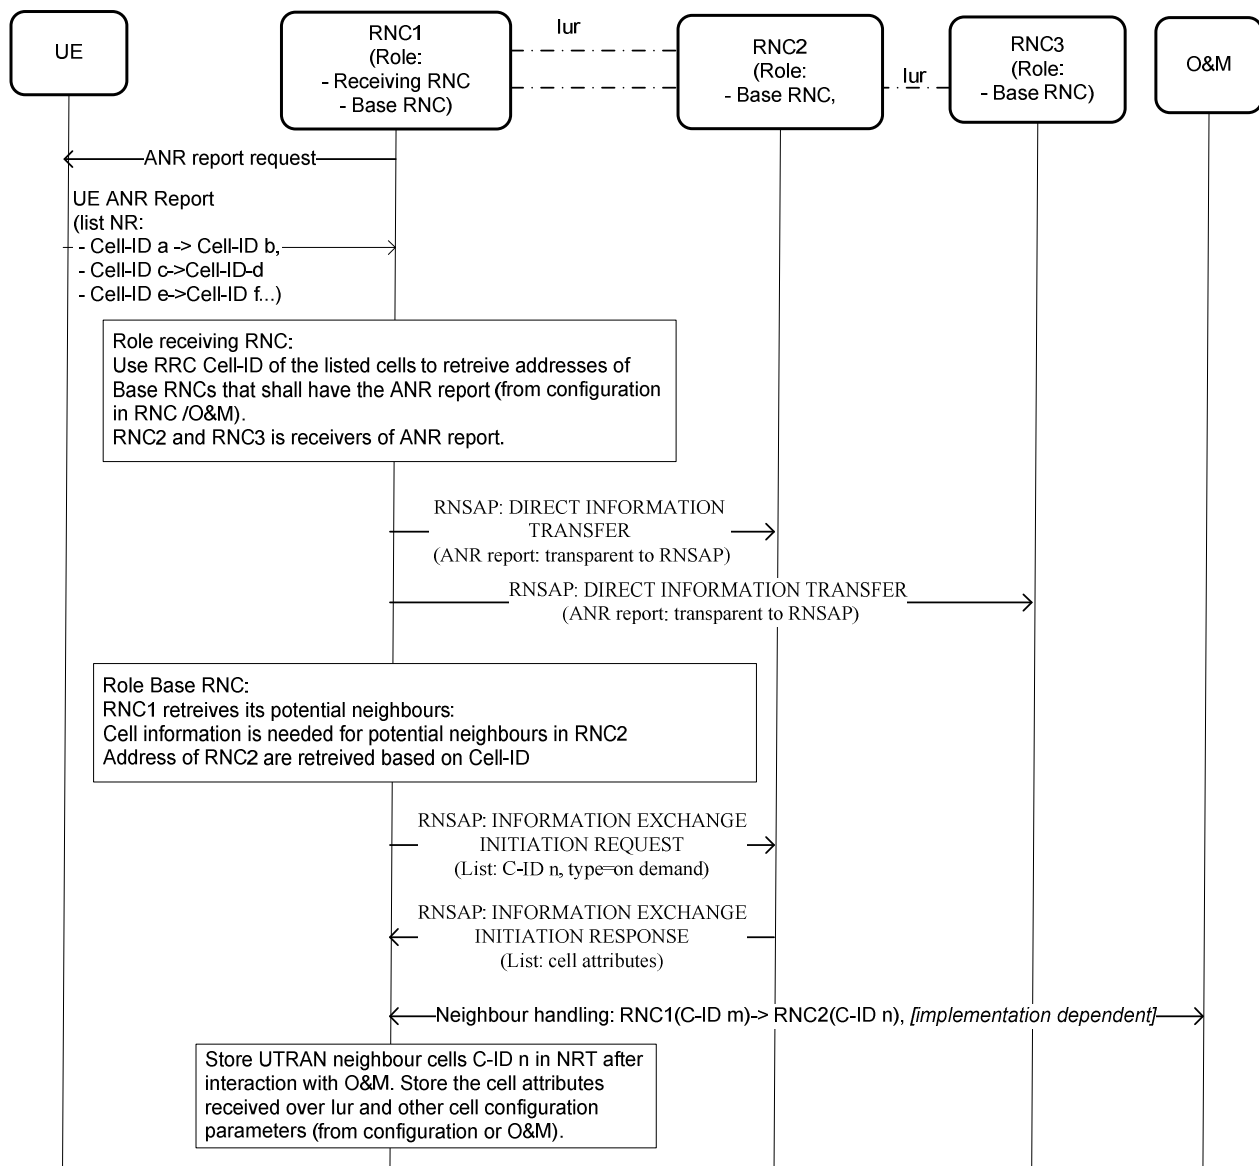 UE
RNC1
(Role:
- Receiving RNC
- Base RNC)
Iur
RNC2
(Role:
- Base RNC,
Iur
RNC3
(Role:
- Base RNC)
O&M
ANR report request
UE ANR Report
(list NR:
- Cell-ID a -> Cell-ID b,
- Cell-ID c->Cell-ID-d
- Cell-ID e->Cell-ID f...)
Role receiving RNC:
Use RRC Cell-ID of the listed cells to retreive addresses of
Base RNCs that shall have the ANR report (from configuration
in RNC /O&M).
RNC2 and RNC3 is receivers of ANR report.
RNSAP: DIRECT INFORMATION
TRANSFER
(ANR report: transparent to RNSAP)
RNSAP: DIRECT INFORMATION TRANSFER
(ANR report: transparent to RNSAP)
Role Base RNC:
RNC1 retreives its potential neighbours:
Cell information is needed for potential neighbours in RNC2
Address of RNC2 are retreived based on Cell-ID
RNSAP: INFORMATION EXCHANGE
INITIATION REQUEST
(List: C-ID n, type=on demand)
RNSAP: INFORMATION EXCHANGE
INITIATION RESPONSE
(List: cell attributes)
Neighbour handling: RNC1(C-ID m)-> RNC2(C-ID n), [implementation dependent]
Store UTRAN neighbour cells C-ID n in NRT after
interaction with O&M. Store the cell attributes
received over Iur and other cell configuration
parameters (from configuration or O&M).